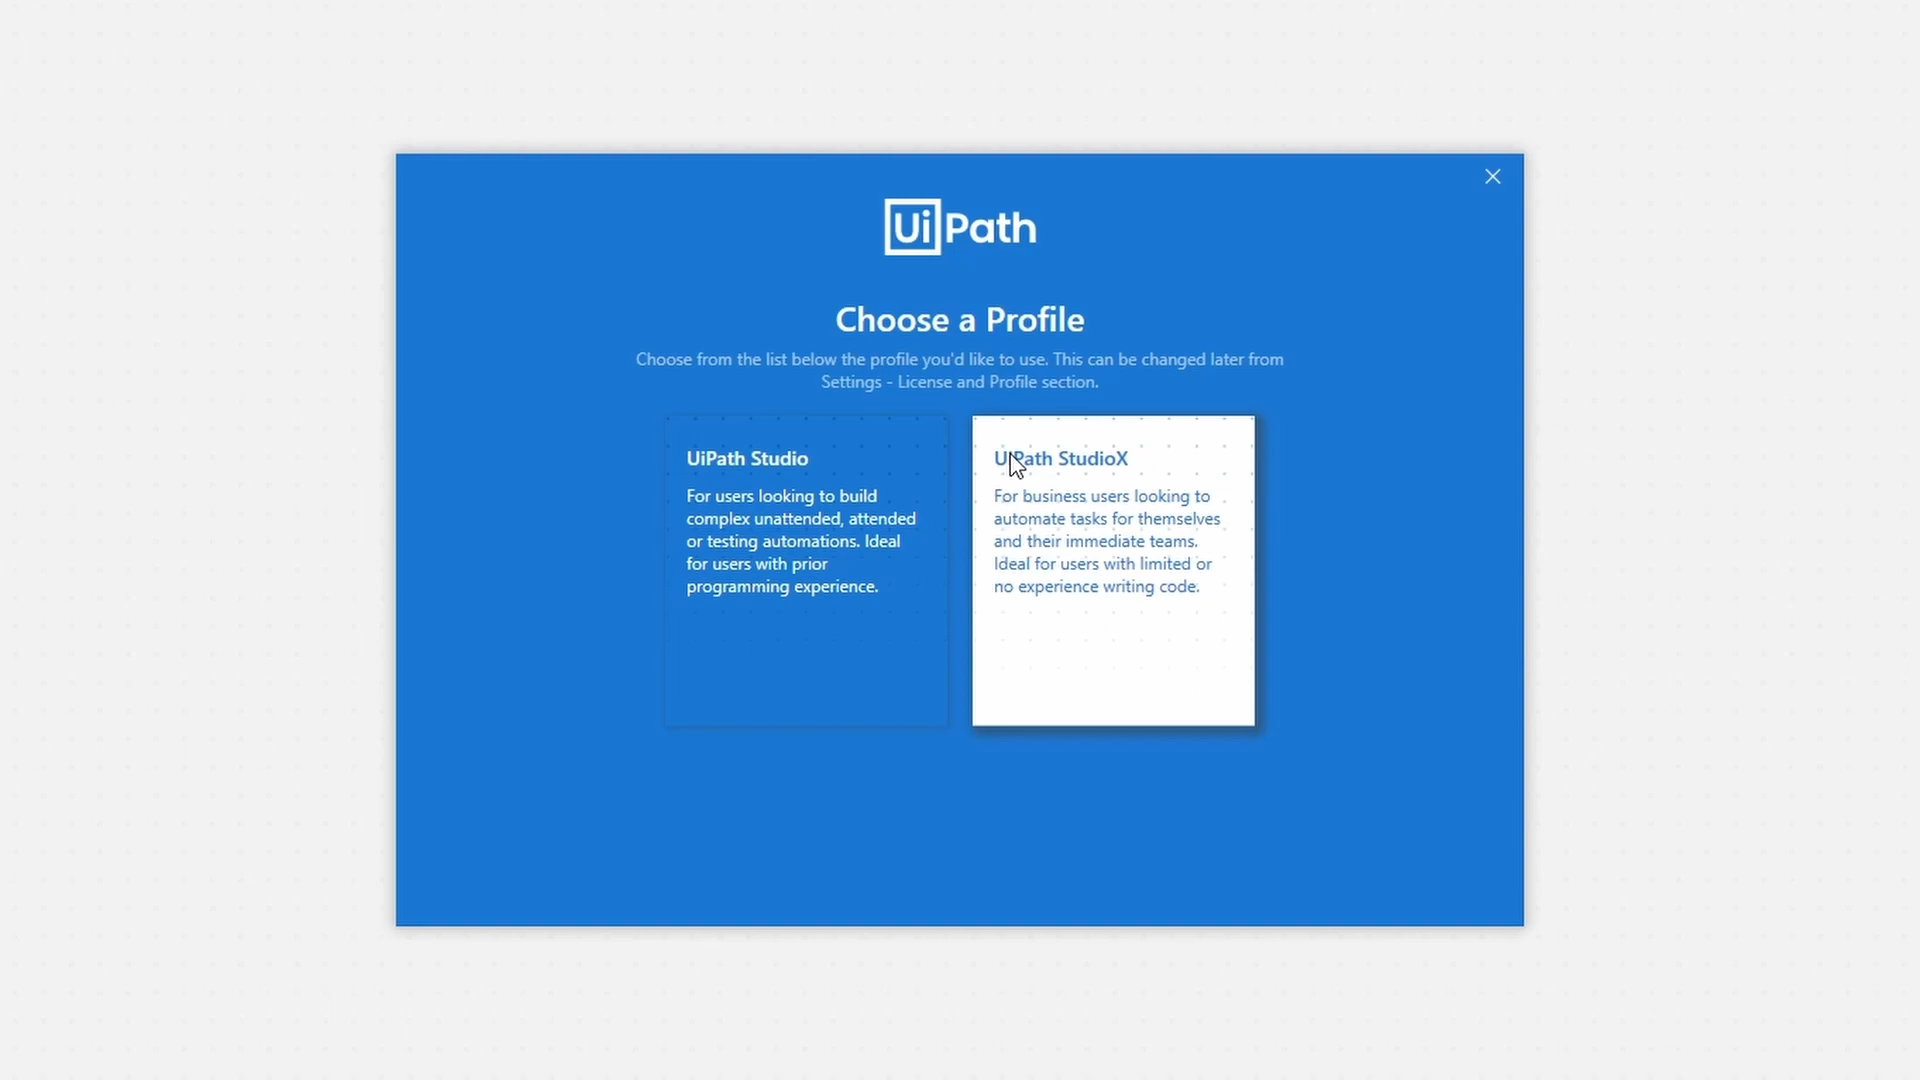 UiPath
Choose a Profile
Choose from the list below the profile you'd like to use. This can be changed later from
Settings - License and Profile section.
UiPath Studio
For users looking to build
complex unattended, attended
or testing automations. Ideal
for users with prior
programming experience.
UiPath StudioX
For business users looking to
automate tasks for themselves
and their immediate teams.
Ideal for users with limited or
no experience writing code.